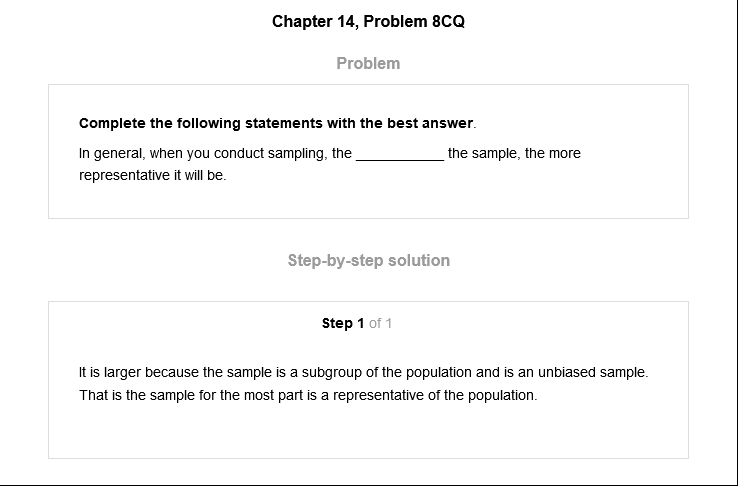 Chapter 14, Problem 8CQ
Problem
Complete the following statements with the best answer.
In general, when you conduct sampling, the ____________ the sample, the more
representative it will be.
Step-by-step solution
Step 1 of 1
It is larger because the sample is a subgroup of the population and is an unbiased sample.
That is the sample for the most part is a representative of the population.